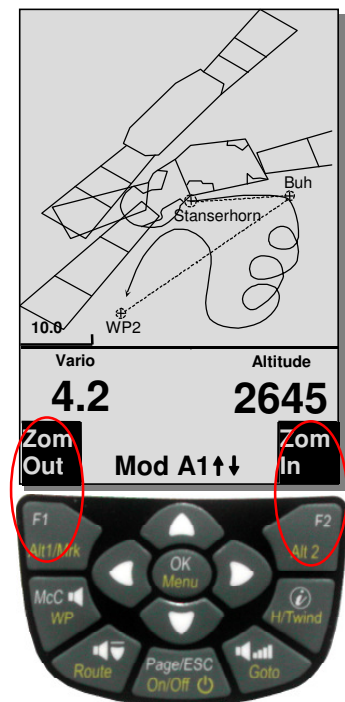 Buh
Stanserhorn
10.0
WP2
Vario Altitude
4.2 2645
Zom Zom
Out Mod A1↑↓ In
F1 F2
Alt1/Mrk Alt 2
OK
Menu
McC i
WP H/Twind
Route Goto
Page/ESC
On/Off